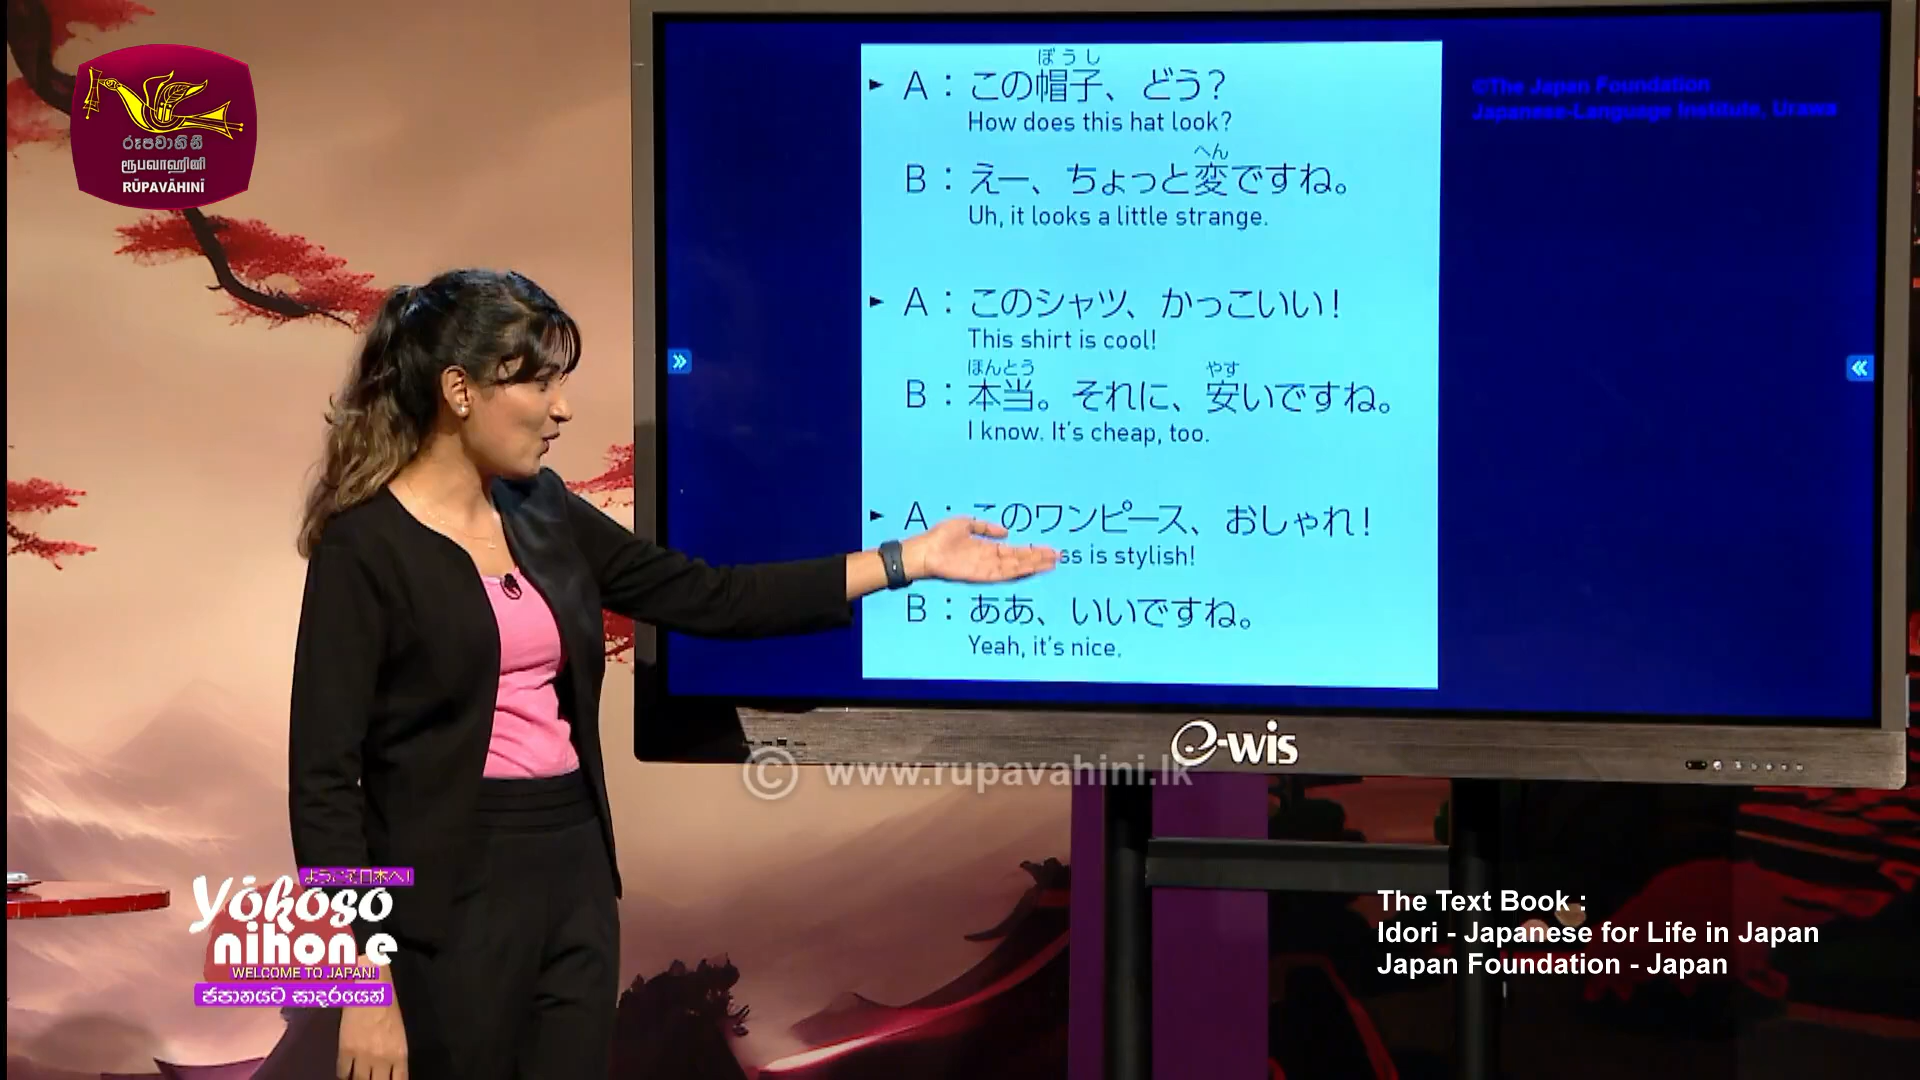 රූපවාහිනී
ரூபவாஹினி
RŪPAVĀHINĪ
ぼうし
► A：この帽子、どう？
How does this hat look?
へん
B：えー、ちょっと変ですね。
Uh, it looks a little strange.
► A：このシャツ、かっこいい！
This shirt is cool!
ほんとう やす
B：本当。それに、安いですね。
I know. It's cheap, too.
► A：このワンピース、おしゃれ！
is stylish!
B：ああ、いいですね。
Yeah, it's nice.
©The Japan Foundation
Japanese-Language Institute, Urawa
e-wis
© www.rupavahini.lk
ようこそ日本へ！
yōkoso
nihon e
WELCOME TO JAPAN!
ජපානයට සාදරයෙන්
The Text Book :
Idori - Japanese for Life in Japan
Japan Foundation - Japan